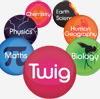 Chemistry
Earth
Science
Physics
Human
Geography
Maths
Biology
Twig